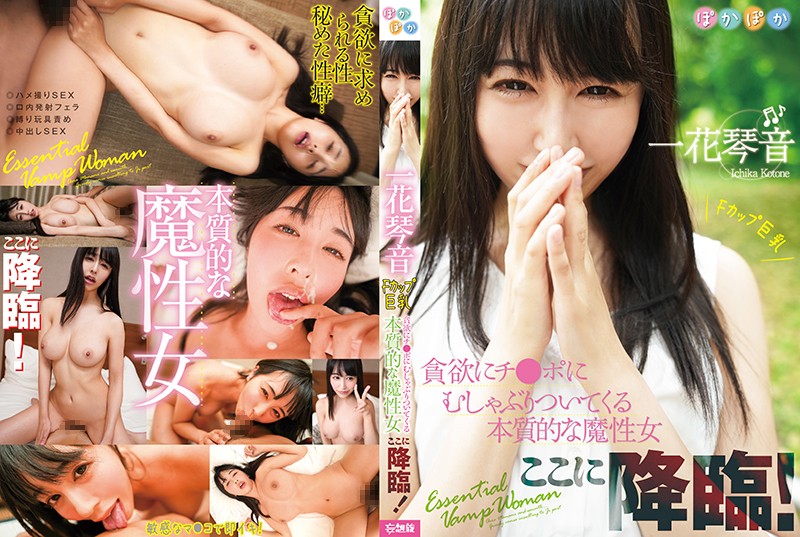 貪欲に求め
られる性
秘めた性癖…
◎ハメ撮りSEX
◎口内発射フェラ
◎縛り玩具責め
◎中出しSEX
Essential
Vamp Woman
本質的な
魔性女
ここに
降臨!
敏感なマ●コで即イキ!
ぽかぽか
一花琴音
Fカップ
巨乳
貪欲にチ●ポにむしゃぶりついてくる
本質的な魔性女
ここに
降臨!
妄想族
ぽかぽか
一花琴音
Ichika Kotone
Fカップ巨乳
貪欲にチ●ポに
むしゃぶりついてくる
本質的な魔性女
ここに降臨!
Essential
Vamp Woman